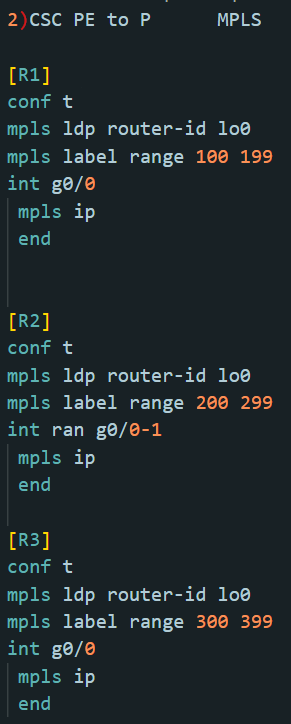 2)CSC PE to P      MPLS
[R1]
conf t
mpls ldp router-id lo0
mpls label range 100 199
int g0/0
 mpls ip
 end
[R2]
conf t
mpls ldp router-id lo0
mpls label range 200 299
int ran g0/0-1
 mpls ip
 end
[R3]
conf t
mpls ldp router-id lo0
mpls label range 300 399
int g0/0
 mpls ip
 end